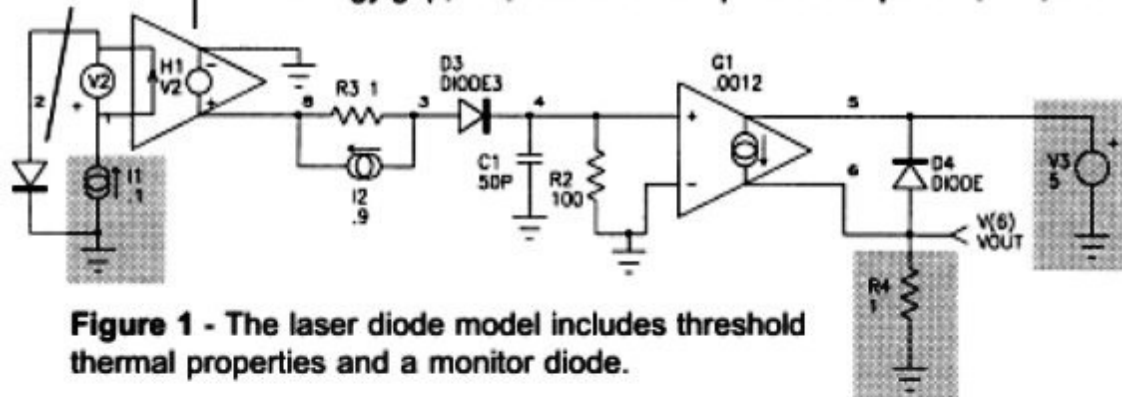 H1
V2
V2
2
+
1
I1
.1
-
+
8
R3 1
I2
.9
3
D3
DIODE3
4
C1
50P
R2
100
G1
.0012
+
-
5
6
D4
DIODE
V(6)
VOUT
R4
1
V3
5
+
Figure 1 - The laser diode model includes threshold
thermal properties and a monitor diode.